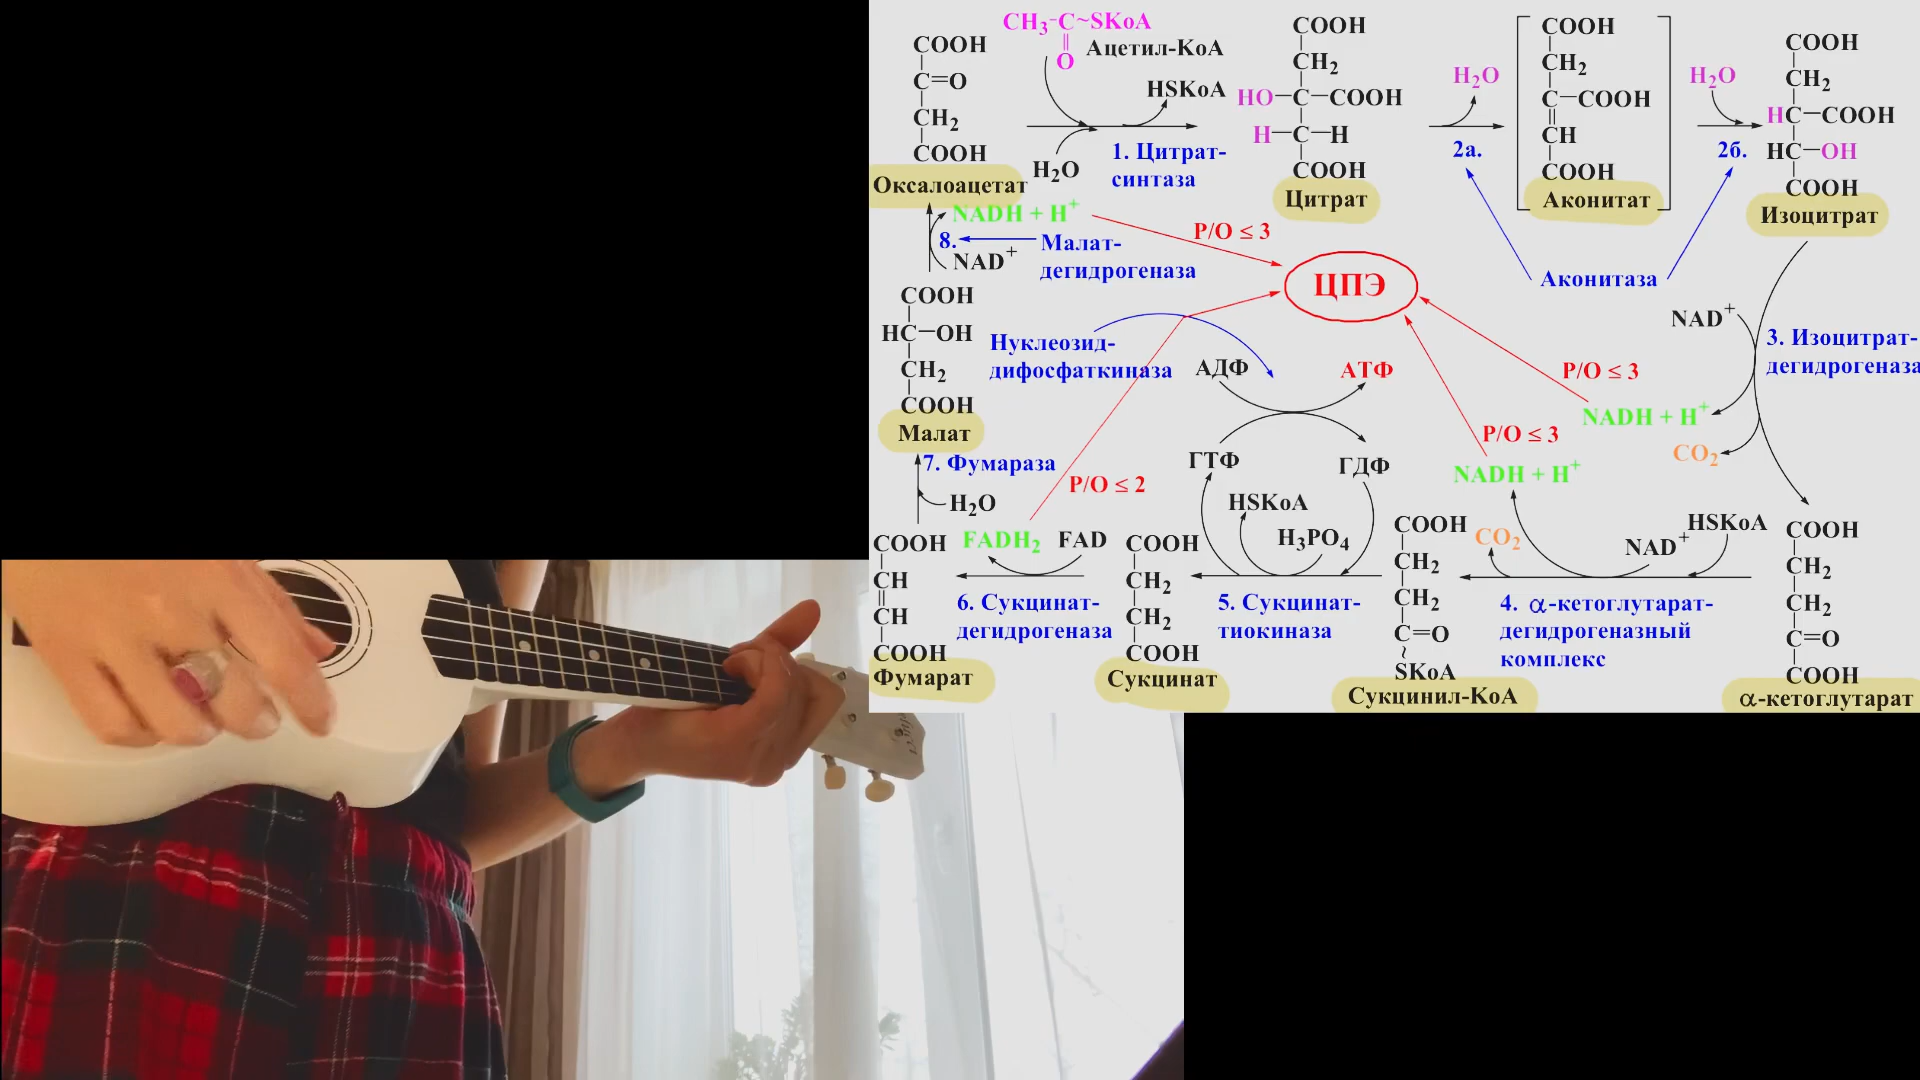 COOH
C=O
CH2
COOH
Оксалоацетат
CH3-C~SKoA
O
Ацетил-КоА
HSKoA
H2O
1. Цитрат-
синтаза
COOH
CH2
HO-C-COOH
H-C-H
COOH
Цитрат
H2O
2а.
COOH
CH2
C-COOH
CH
COOH
Аконитат
H2O
2б.
COOH
CH2
HC-COOH
HC-OH
COOH
Изоцитрат
Аконитаза
NADH + H+
8.
NAD+
Малат-
дегидрогеназа
P/O ≤ 3
ЦПЭ
NAD+
3. Изоцитрат-
дегидрогеназа
P/O ≤ 3
NADH + H+
CO2
COOH
HC-OH
CH2
COOH
Малат
Нуклеозид-
дифосфаткиназа
АДФ
АТФ
ГТФ
ГДФ
HSKoA
H3PO4
P/O ≤ 3
NADH + H+
7. Фумараза
H2O
P/O ≤ 2
COOH
CH
CH
COOH
Фумарат
FADH2
FAD
6. Сукцинат-
дегидрогеназа
COOH
CH2
CH2
COOH
Сукцинат
5. Сукцинат-
тиокиназа
COOH
CH2
CH2
C=O
~
SKoA
Сукцинил-КоА
CO2
NAD+
HSKoA
4. α-кетоглутарат-
дегидрогеназный
комплекс
COOH
CH2
CH2
C=O
COOH
α-кетоглутарат